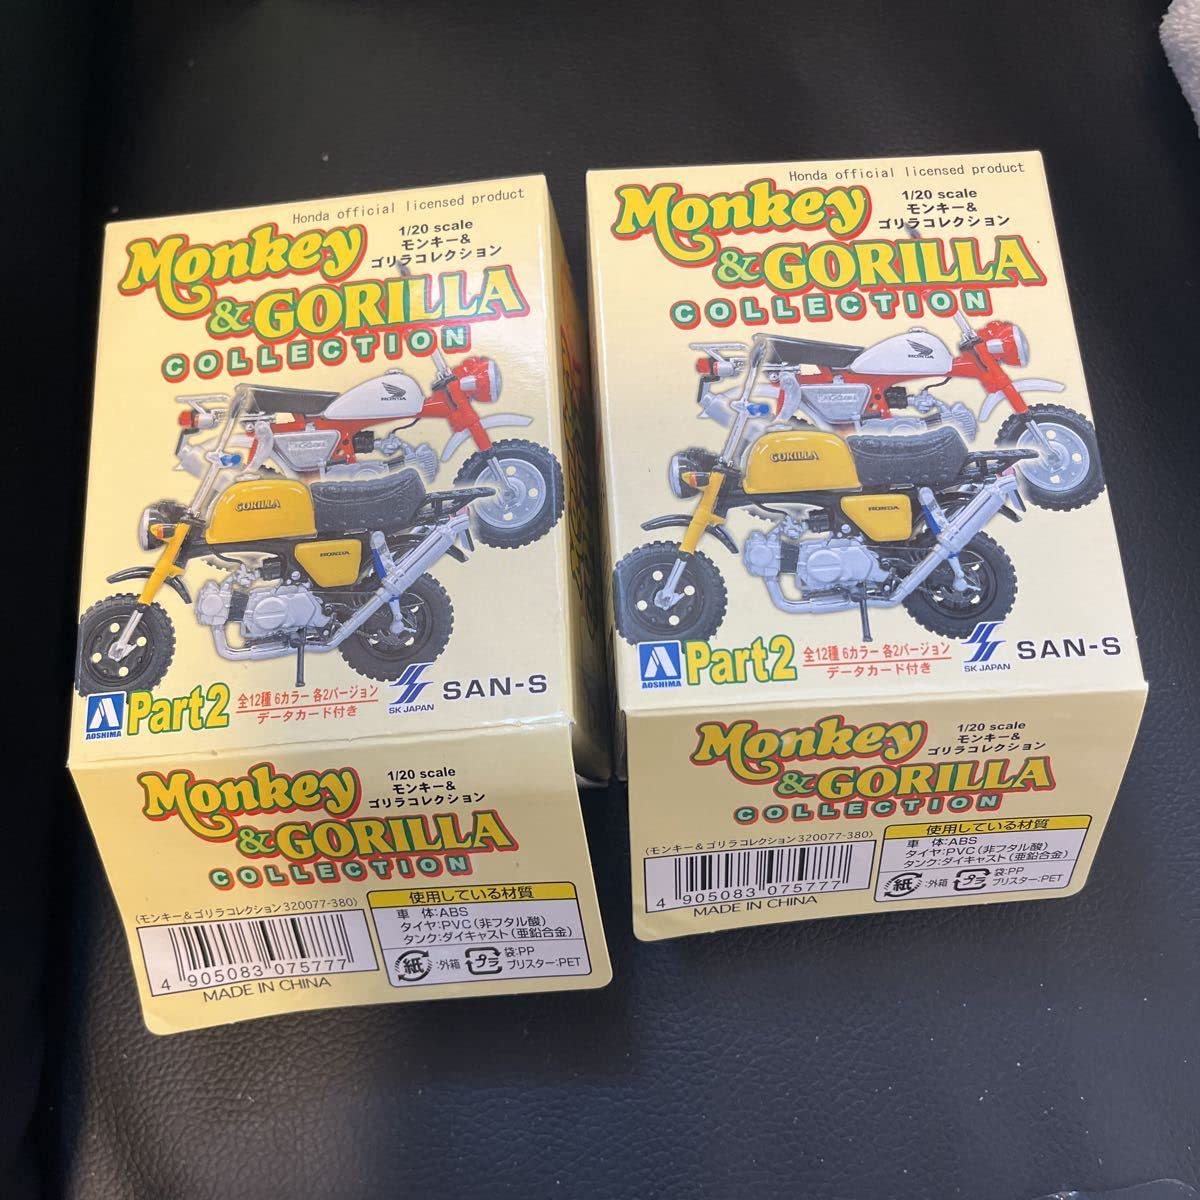 Honda official licensed product
Monkey
1/20 scale
モンキー&
ゴリラコレクション
& GORILLA
COLLECTION
HONDA
GORILLA
HONDA
AOSHIMA
Part2
全12種 6カラー 各2バージョン
データカード付き
SK JAPAN
SAN-S
Monkey
1/20 scale
モンキー&
ゴリラコレクション
& GORILLA
COLLECTION
(モンキー&ゴリラコレクション320077-380)
4 905083 075777
MADE IN CHINA
使用している材質
車 体:ABS
タイヤ:PVC(非フタル酸)
タンク:ダイキャスト(亜鉛合金)
紙:外箱
プラ
袋:PP
ブリスター:PET
Honda official licensed product
Monkey
1/20 scale
モンキー&
ゴリラコレクション
& GORILLA
COLLECTION
HONDA
GORILLA
HONDA
AOSHIMA
Part2
全12種 6カラー 各2バージョン
データカード付き
SK JAPAN
SAN-S
Monkey
1/20 scale
モンキー&
ゴリラコレクション
& GORILLA
COLLECTION
(モンキー&ゴリラコレクション320077-380)
4 905083 075777
MADE IN CHINA
使用している材質
車 体:ABS
タイヤ:PVC(非フタル酸)
タンク:ダイキャスト(亜鉛合金)
紙:外箱
プラ
袋:PP
ブリスター:PET